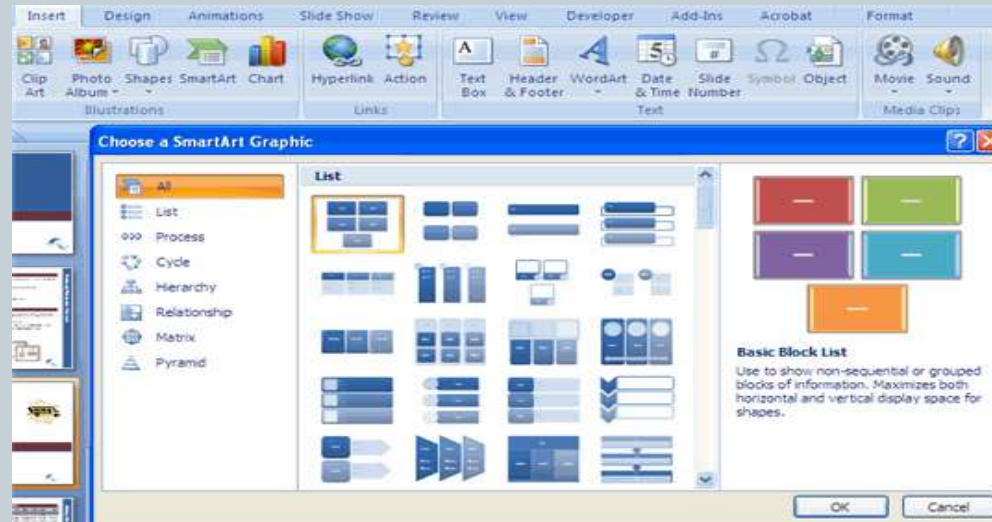 Insert Design Animations Slide Show Review View Developer Add-Ins Acrobat Format
Clip Photo Shapes SmartArt Chart Hyperlink Action Text Header WordArt Date Slide Symbol Object Movie Sound
Art Album Box & Footer & Time Number
Illustrations Links Text Media Clips
Choose a SmartArt Graphic
All
List
Process
Cycle
Hierarchy
Relationship
Matrix
Pyramid
List
Basic Block List
Use to show non-sequential or grouped
blocks of information. Maximizes both
horizontal and vertical display space for
shapes.
OK Cancel